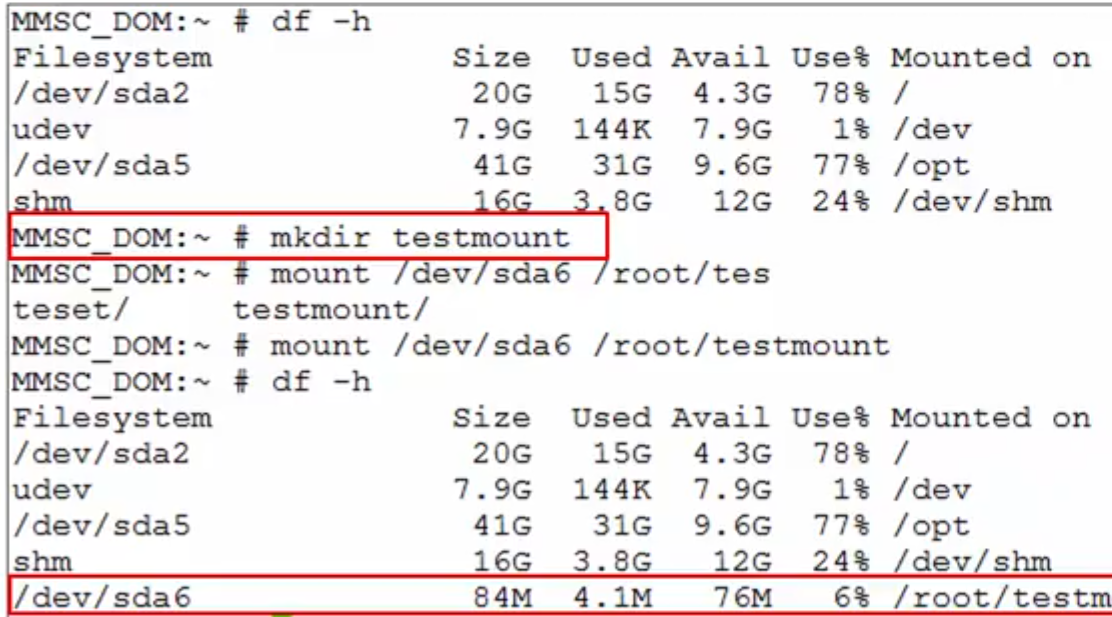 MMSC_DOM:~ # df -h
Filesystem Size Used Avail Use% Mounted on
/dev/sda2 20G 15G 4.3G 78% /
udev 7.9G 144K 7.9G 1% /dev
/dev/sda5 41G 31G 9.6G 77% /opt
shm 16G 3.8G 12G 24% /dev/shm
MMSC_DOM:~ # mkdir testmount
MMSC_DOM:~ # mount /dev/sda6 /root/tes
teset/ testmount/
MMSC_DOM:~ # mount /dev/sda6 /root/testmount
MMSC_DOM:~ # df -h
Filesystem Size Used Avail Use% Mounted on
/dev/sda2 20G 15G 4.3G 78% /
udev 7.9G 144K 7.9G 1% /dev
/dev/sda5 41G 31G 9.6G 77% /opt
shm 16G 3.8G 12G 24% /dev/shm
/dev/sda6 84M 4.1M 76M 6% /root/testm